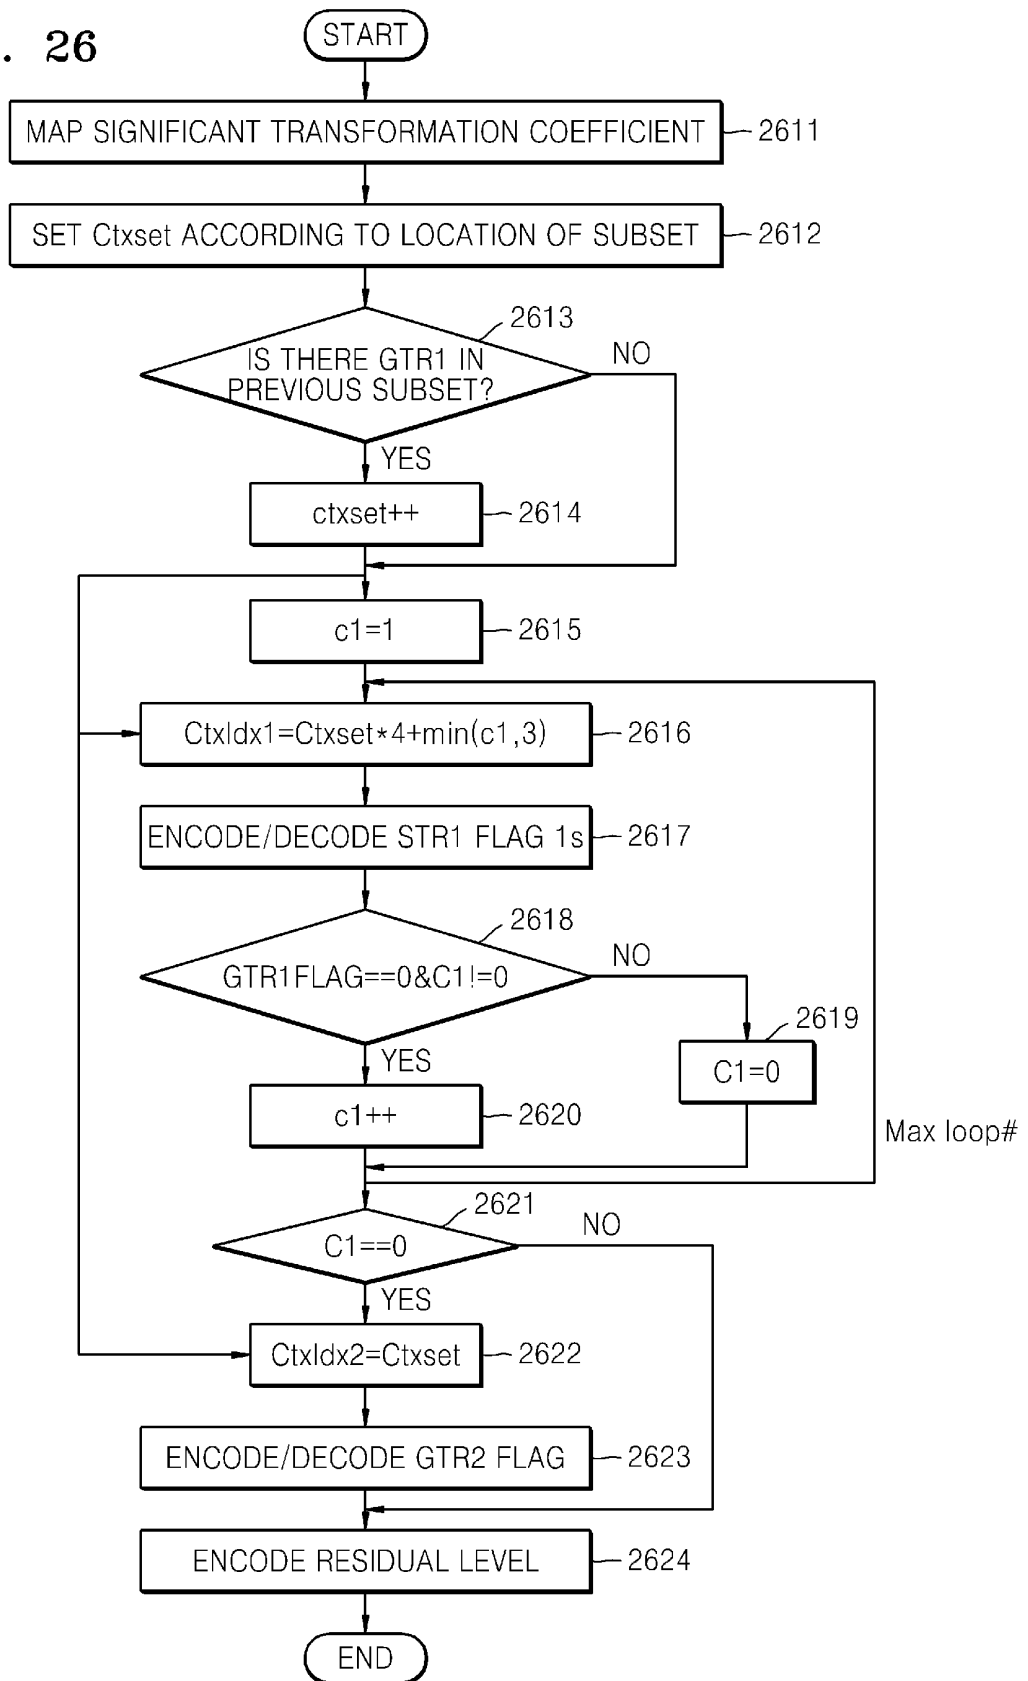 . 26
START
MAP SIGNIFICANT TRANSFORMATION COEFFICIENT
2611
SET Ctxset ACCORDING TO LOCATION OF SUBSET
2612
2613
IS THERE GTR1 IN
PREVIOUS SUBSET?
NO
YES
ctxset++
2614
c1=1
2615
CtxIdx1=Ctxset*4+min(c1,3)
2616
ENCODE/DECODE STR1 FLAG 1s
2617
2618
GTR1FLAG==0&C1!=0
NO
2619
C1=0
YES
c1++
2620
Max loop#
2621
C1==0
NO
YES
CtxIdx2=Ctxset
2622
ENCODE/DECODE GTR2 FLAG
2623
ENCODE RESIDUAL LEVEL
2624
END